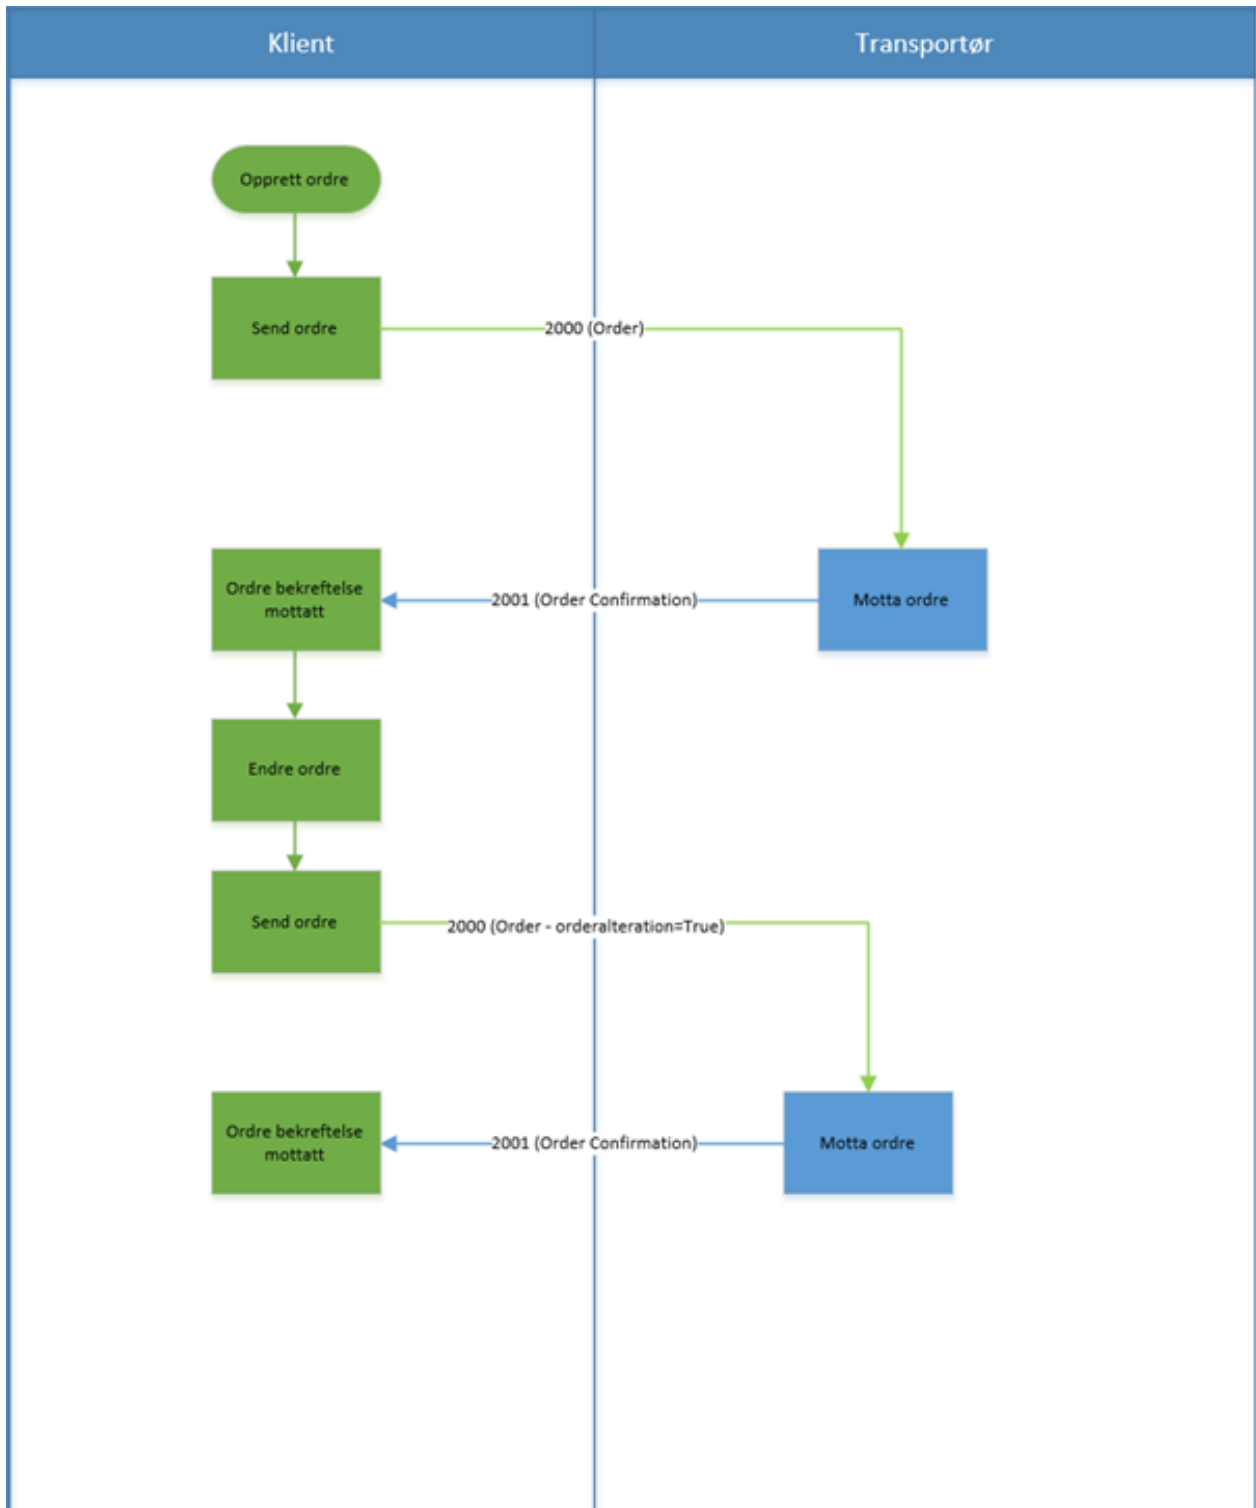 Klient
Transportør
Opprett ordre
Send ordre
2000 (Order)
Ordre bekreftelse
mottatt
2001 (Order Confirmation)
Motta ordre
Endre ordre
Send ordre
2000 (Order - orderalteration=True)
Ordre bekreftelse
mottatt
2001 (Order Confirmation)
Motta ordre